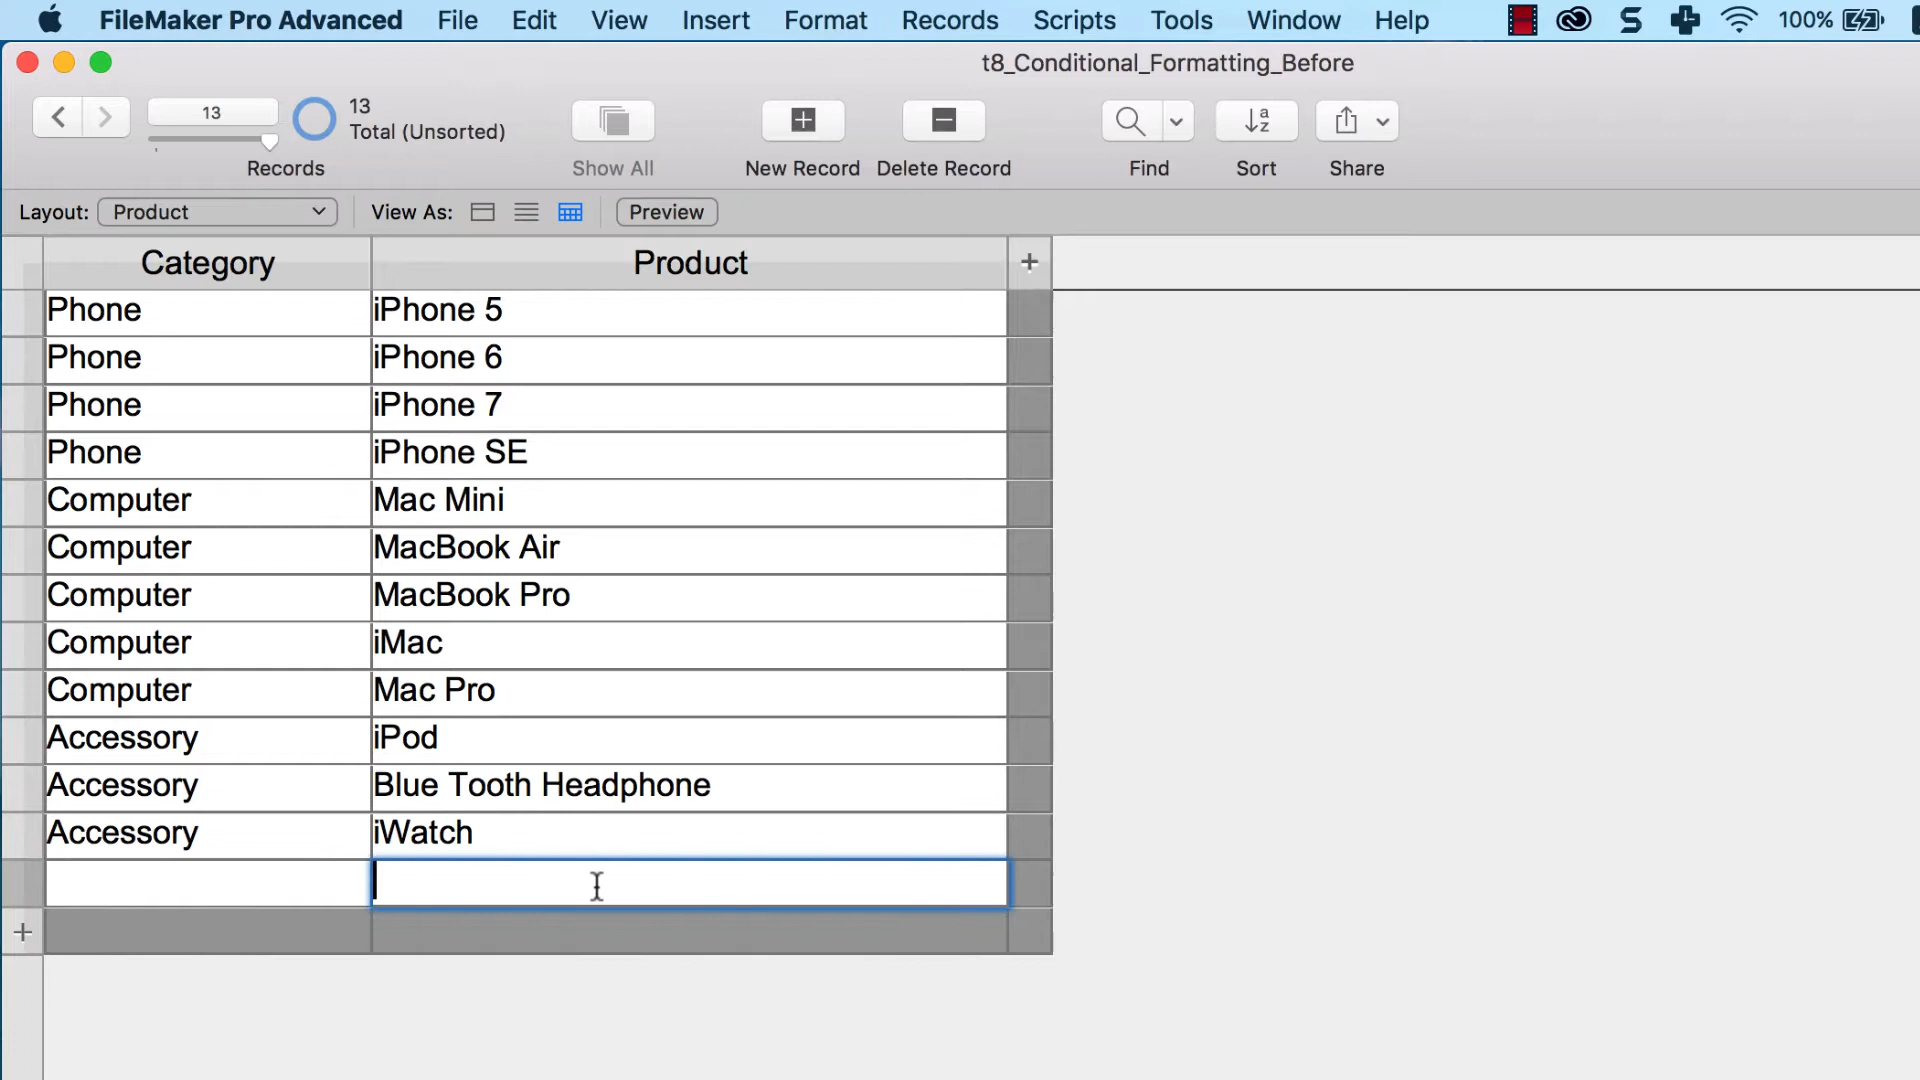 FileMaker Pro Advanced File Edit View Insert Format Records Scripts Tools Window Help 100%
t8_Conditional_Formatting_Before
13 13
Total (Unsorted)
Records Show All New Record Delete Record Find Sort Share
Layout: Product View As: Preview
Category Product +
Phone iPhone 5
Phone iPhone 6
Phone iPhone 7
Phone iPhone SE
Computer Mac Mini
Computer MacBook Air
Computer MacBook Pro
Computer iMac
Computer Mac Pro
Accessory iPod
Accessory Blue Tooth Headphone
Accessory iWatch
+